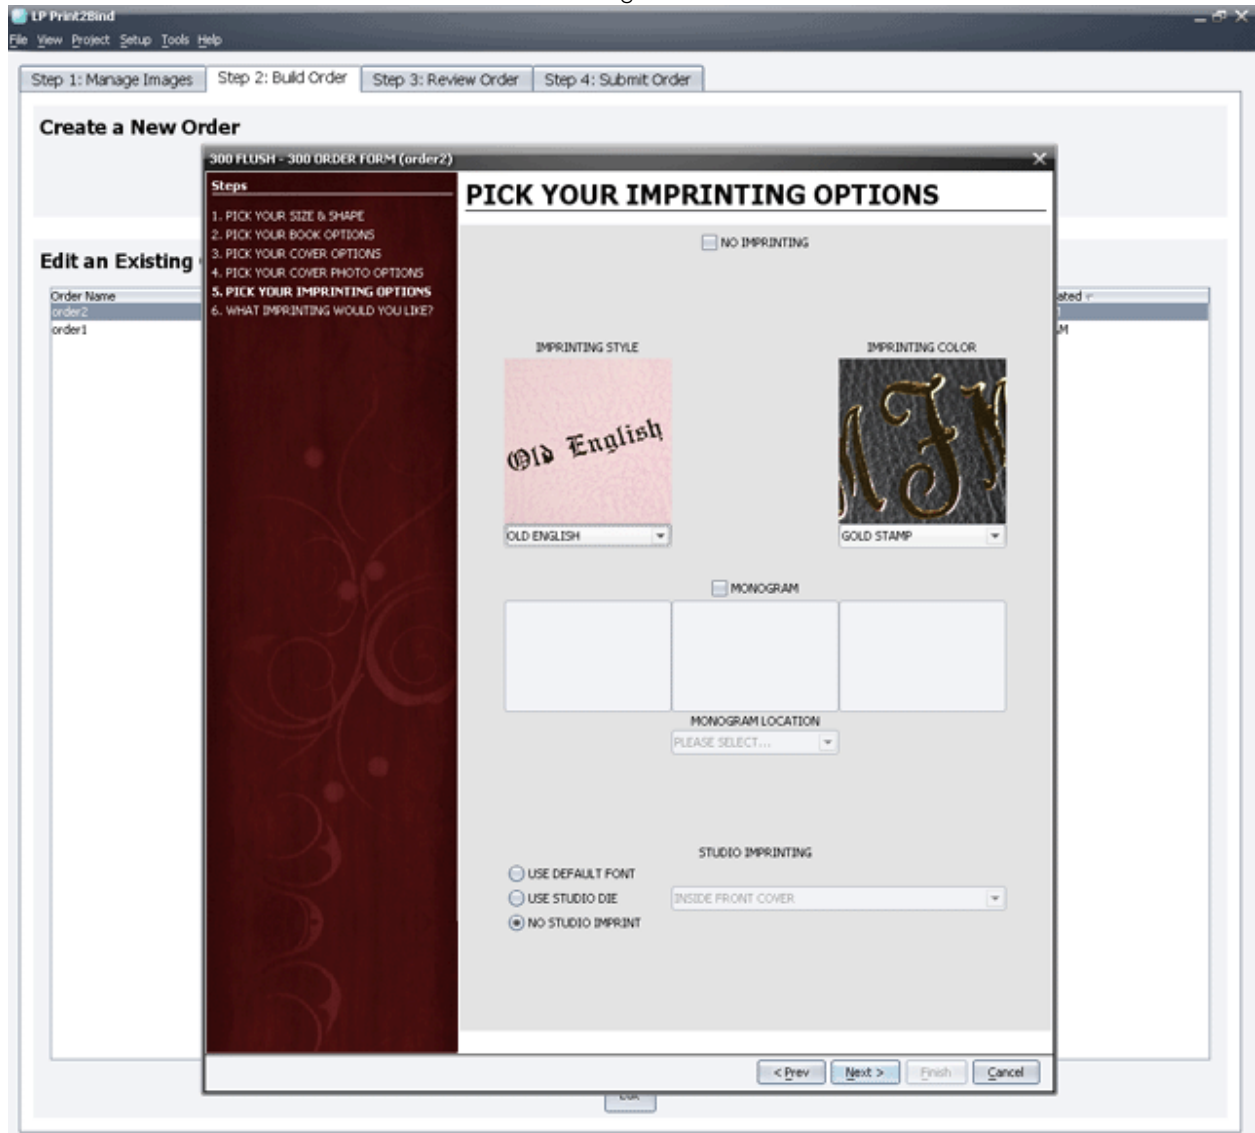 LP Print2Bind
File View Project Setup Tools Help
Step 1: Manage Images Step 2: Build Order Step 3: Review Order Step 4: Submit Order
Create a New Order
300 FLUSH - 300 ORDER FORM (order2)
Steps
1. PICK YOUR SIZE & SHAPE
2. PICK YOUR BOOK OPTIONS
3. PICK YOUR COVER OPTIONS
4. PICK YOUR COVER PHOTO OPTIONS
5. PICK YOUR IMPRINTING OPTIONS
6. WHAT IMPRINTING WOULD YOU LIKE?
PICK YOUR IMPRINTING OPTIONS
NO IMPRINTING
Edit an Existing
Order Name
order2
order1
ated
M
IMPRINTING STYLE IMPRINTING COLOR
Old English
MFM
OLD ENGLISH GOLD STAMP
MONOGRAM
MONOGRAM LOCATION
PLEASE SELECT...
STUDIO IMPRINTING
USE DEFAULT FONT
USE STUDIO DIE INSIDE FRONT COVER
NO STUDIO IMPRINT
< Prev Next > Finish Cancel